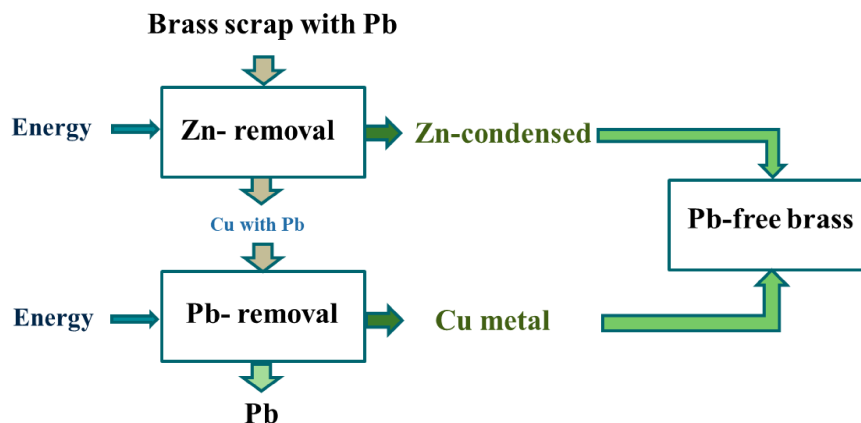 Brass scrap with Pb
Energy
Zn- removal
Zn-condensed
Cu with Pb
Pb-free brass
Energy
Pb- removal
Cu metal
Pb